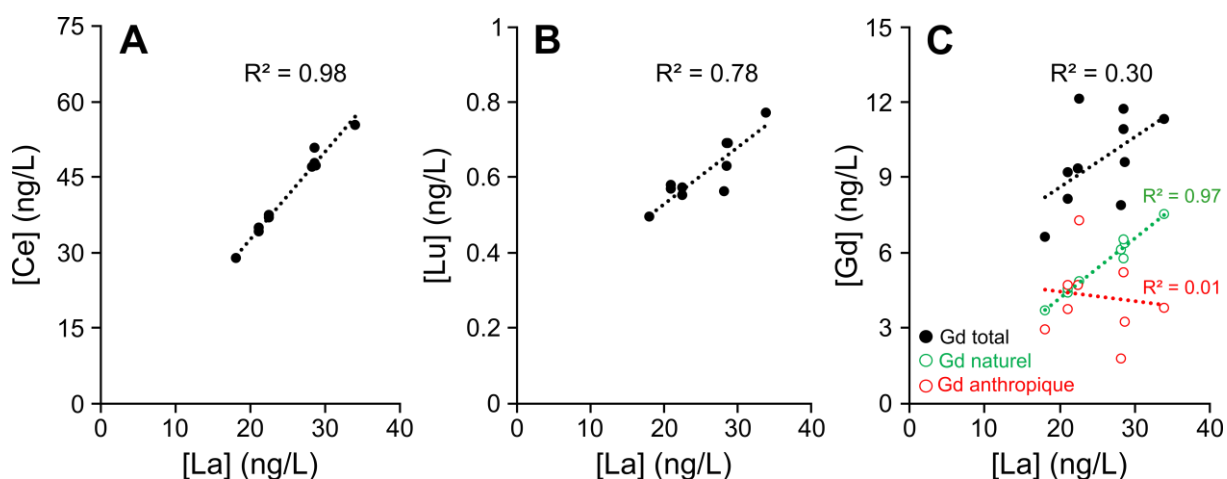 A
R² = 0.98
75
60
45
30
15
0
[Ce] (ng/L)
0 10 20 30 40
[La] (ng/L)
B
R² = 0.78
1
0.8
0.6
0.4
0.2
0
[Lu] (ng/L)
0 10 20 30 40
[La] (ng/L)
C
R² = 0.30
15
12
9
6
3
0
[Gd] (ng/L)
R² = 0.97
R² = 0.01
Gd total
Gd naturel
Gd anthropique
0 10 20 30 40
[La] (ng/L)